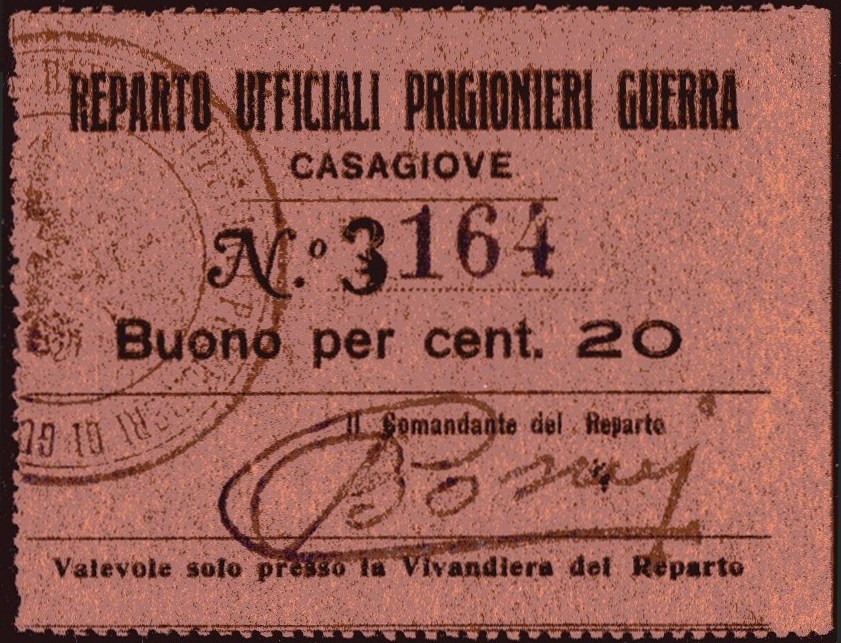 REPARTO UFFICIALI PRIGIONIERI GUERRA
CASAGIOVE
N.º 3164
Buono per cent. 20
Il Comandante del Reparto
Valevole solo presso la Vivandiera del Reparto